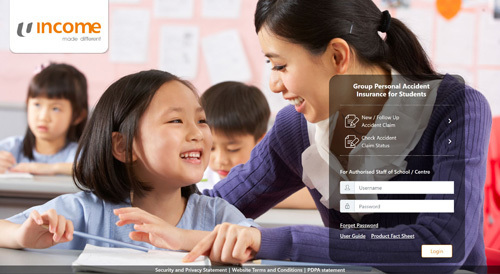 income
made different
Group Personal Accident
Insurance for Students
New / Follow Up
Accident Claim
Check Accident
Claim Status
For Authorised Staff of School / Centre
Username
Password
Forget Password
User Guide Product Fact Sheet
Login
Security and Privacy Statement | Website Terms and Conditions | PDPA statement